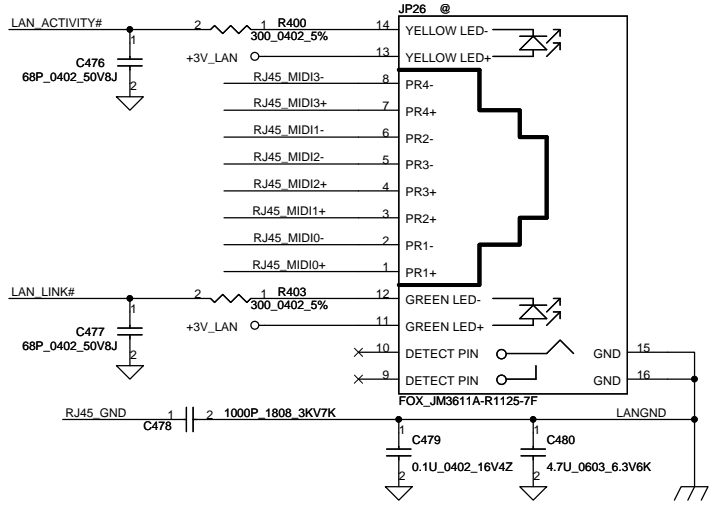 JP26 @
LAN_ACTIVITY# 2 1 R400 14 YELLOW LED-
300_0402_5%
1 +3V_LAN 13 YELLOW LED+
C476
68P_0402_50V8J
2
RJ45_MIDI3- 8 PR4-
RJ45_MIDI3+ 7 PR4+
RJ45_MIDI1- 6 PR2-
RJ45_MIDI2- 5 PR3-
RJ45_MIDI2+ 4 PR3+
RJ45_MIDI1+ 3 PR2+
RJ45_MIDI0- 2 PR1-
RJ45_MIDI0+ 1 PR1+
LAN_LINK# 2 1 R403 12 GREEN LED-
300_0402_5%
1 +3V_LAN 11 GREEN LED+
C477
68P_0402_50V8J
2
10 DETECT PIN GND 15
9 DETECT PIN GND 16
FOX_JM3611A-R1125-7F
RJ45_GND 1 2 1000P_1808_3KV7K LANGND
C478
1 C479 1 C480
0.1U_0402_16V4Z 4.7U_0603_6.3V6K
2 2